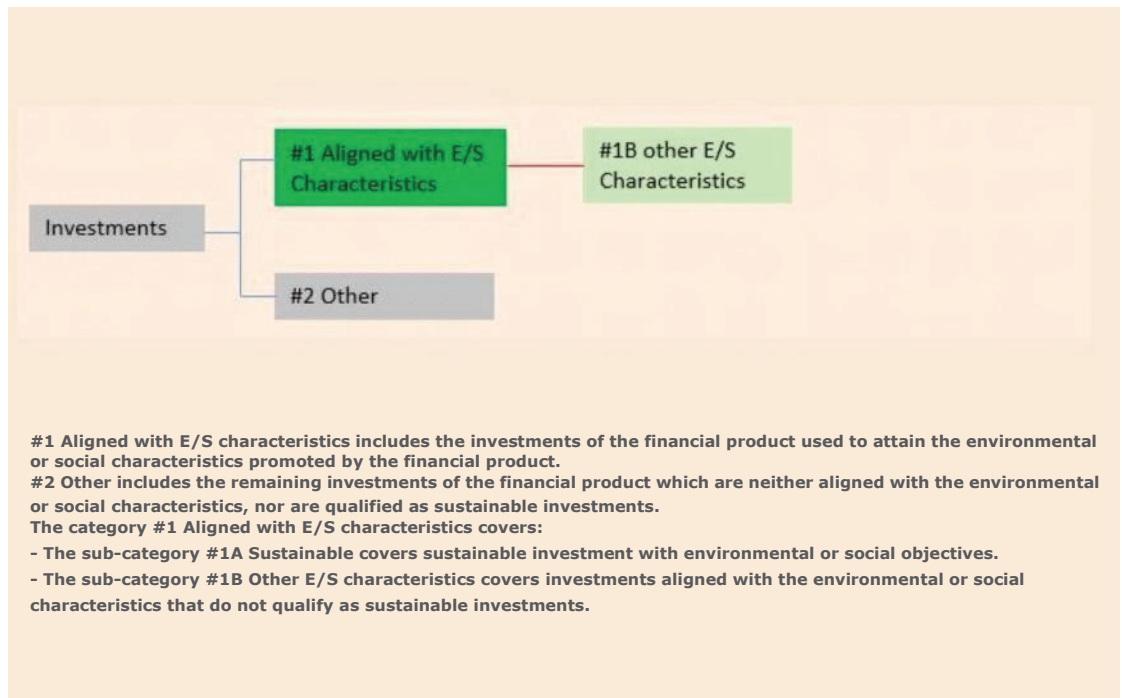 #1 Aligned with E/S
Characteristics
#1B other E/S
Characteristics
Investments
#2 Other
#1 Aligned with E/S characteristics includes the investments of the financial product used to attain the environmental
or social characteristics promoted by the financial product.
#2 Other includes the remaining investments of the financial product which are neither aligned with the environmental
or social characteristics, nor are qualified as sustainable investments.
The category #1 Aligned with E/S characteristics covers:
- The sub-category #1A Sustainable covers sustainable investment with environmental or social objectives.
- The sub-category #1B Other E/S characteristics covers investments aligned with the environmental or social
characteristics that do not qualify as sustainable investments.